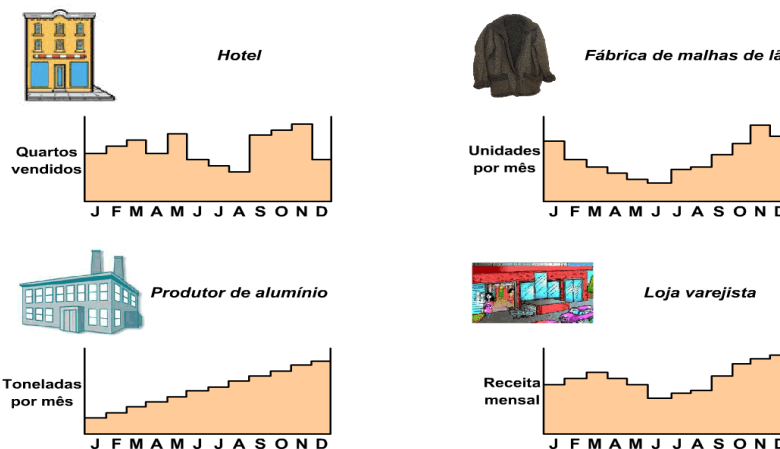 Hotel
Quartos
vendidos
J F M A M J J A S O N D
Fábrica de malhas de lã
Unidades
por mês
J F M A M J J A S O N D
Produtor de alumínio
Toneladas
por mês
J F M A M J J A S O N D
Loja varejista
Receita
mensal
J F M A M J J A S O N D